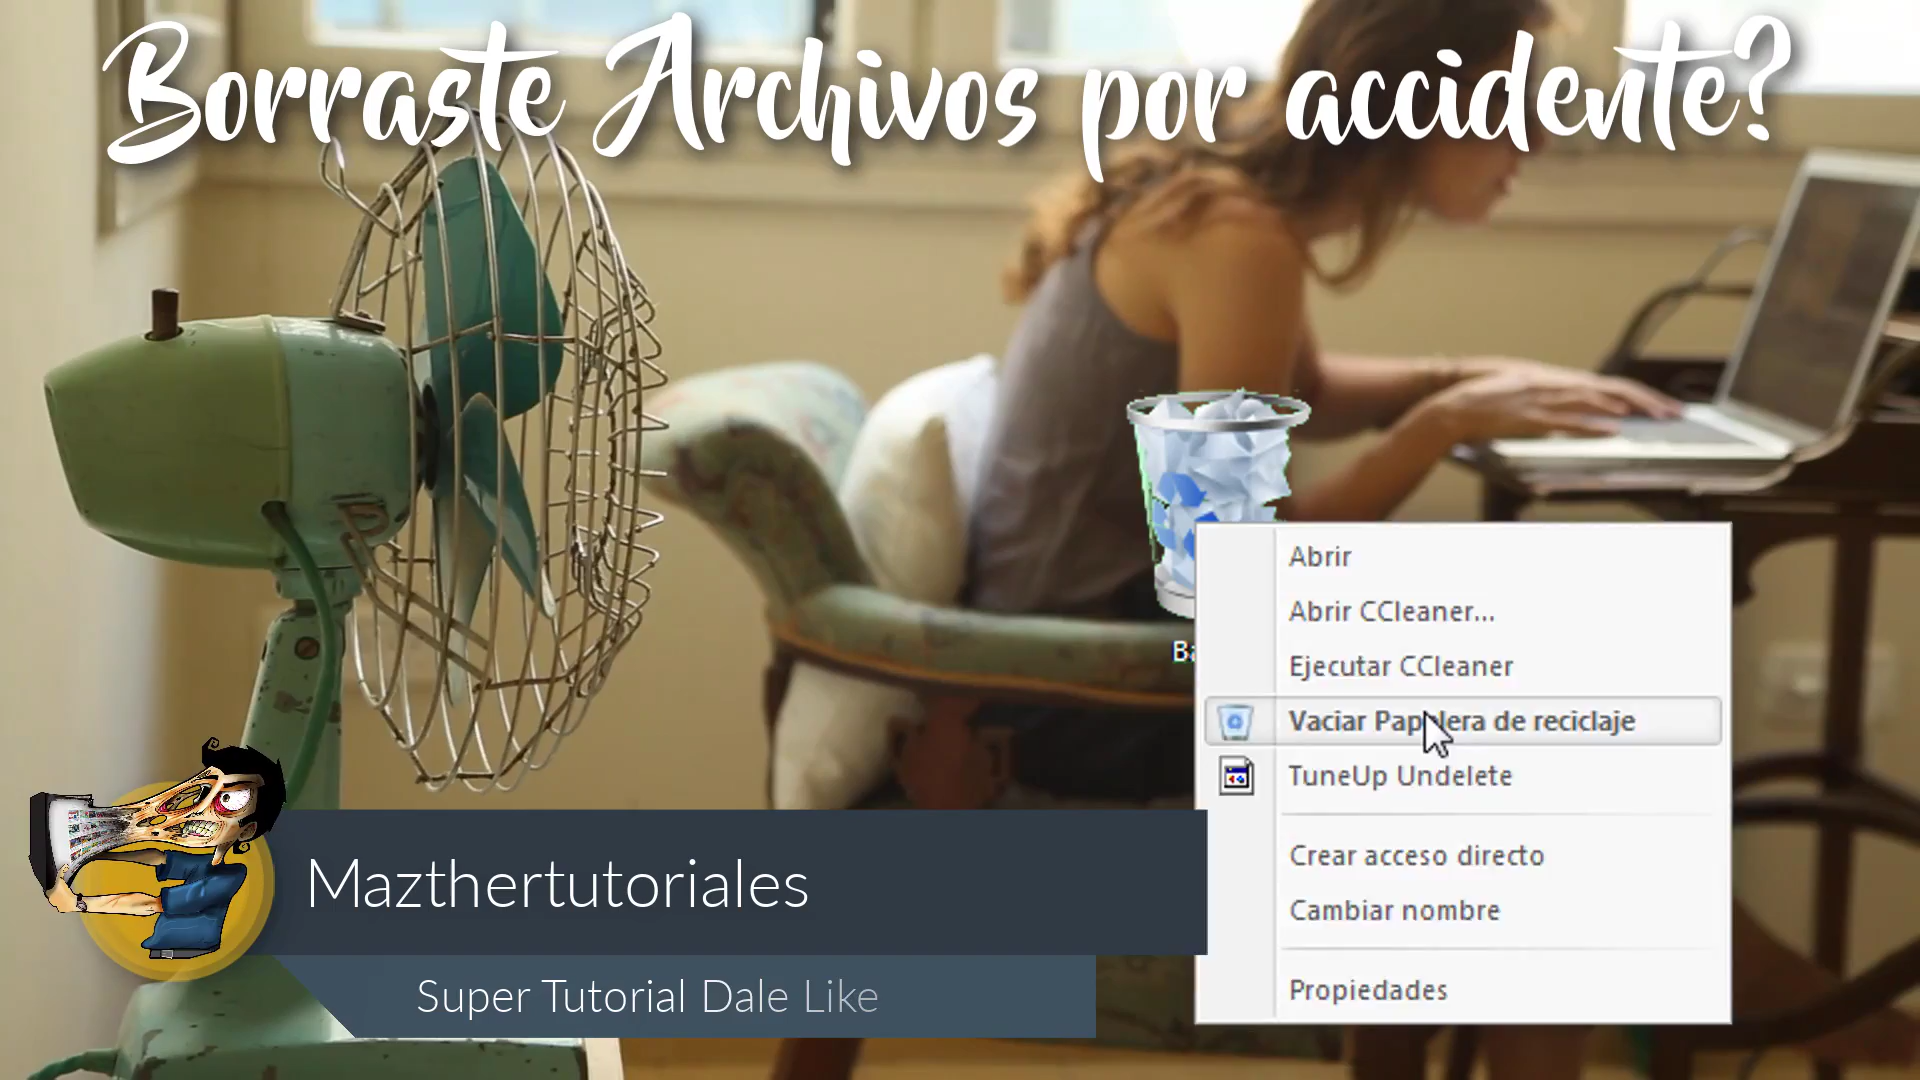 Borraste Archivos por accidente?
Abrir
Abrir CCleaner...
Ejecutar CCleaner
Vaciar Papelera de reciclaje
TuneUp Undelete
Crear acceso directo
Cambiar nombre
Propiedades
Mazthertutoriales
Super Tutorial Dale Like